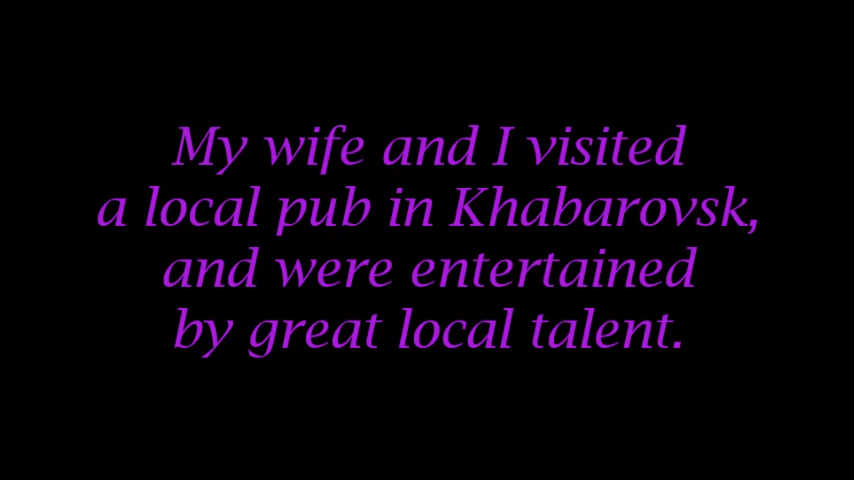 My wife and I visited
a local pub in Khabarovsk,
and were entertained
by great local talent.